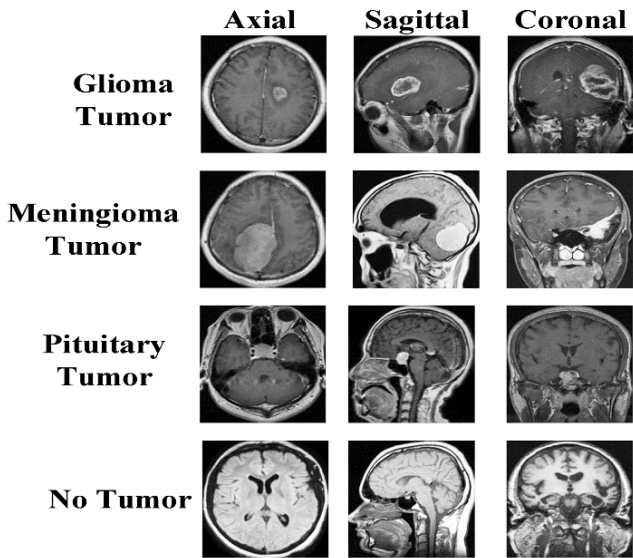 Axial Sagittal Coronal
Glioma
Tumor
Meningioma
Tumor
Pituitary
Tumor
No Tumor